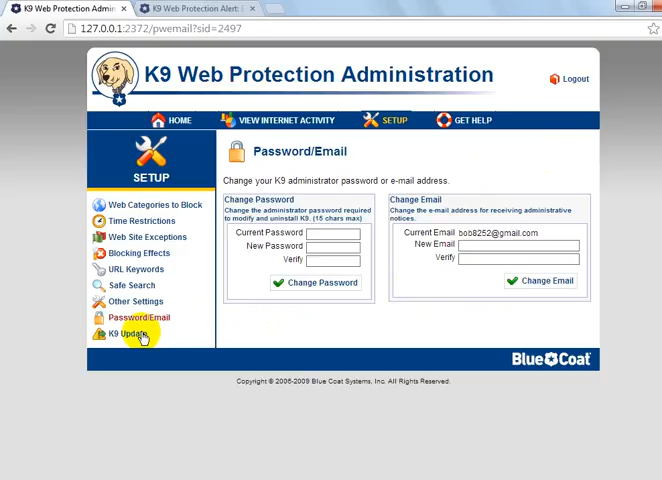 K9 Web Protection Admin ×
K9 Web Protection Alert: ×
127.0.0.1:2372/pwemail?sid=2497
K9 Web Protection Administration
Logout
HOME VIEW INTERNET ACTIVITY SETUP GET HELP
SETUP
Web Categories to Block
Time Restrictions
Web Site Exceptions
Blocking Effects
URL Keywords
Safe Search
Other Settings
Password/Email
K9 Update
Password/Email
Change your K9 administrator password or e-mail address.
Change Password
Change the administrator password required
to modify and uninstall K9. (15 chars max)
Current Password
New Password
Verify
Change Password
Change Email
Change the e-mail address for receiving administrative
notices.
Current Email bob8252@gmail.com
New Email
Verify
Change Email
Blue Coat
Copyright © 2006-2009 Blue Coat Systems, Inc. All Rights Reserved.